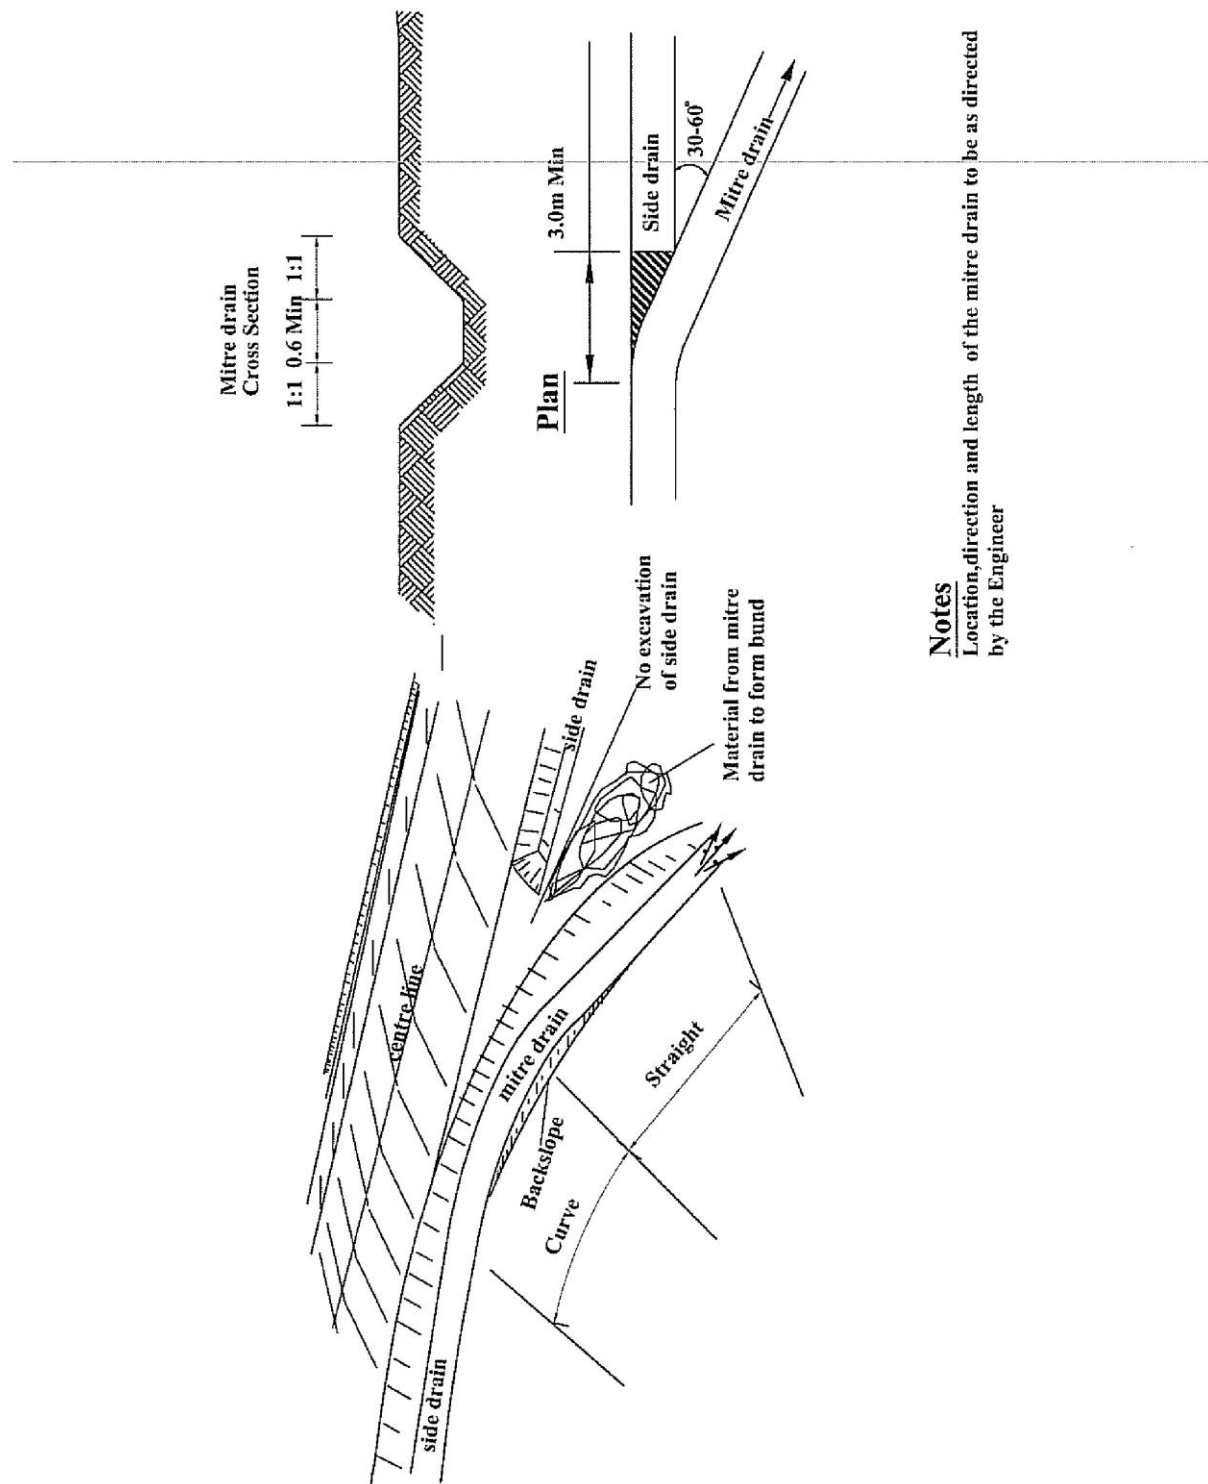 Mitre drain
Cross Section
1:1 0.6 Min 1:1
Plan
3.0m Min
Side drain
30-60°
Mitre drain
centre line
side drain
No excavation
of side drain
Material from mitre
drain to form bund
side drain
mitre drain
Backslope
Curve
Straight
Notes
Location,direction and length of the mitre drain to be as directed
by the Engineer